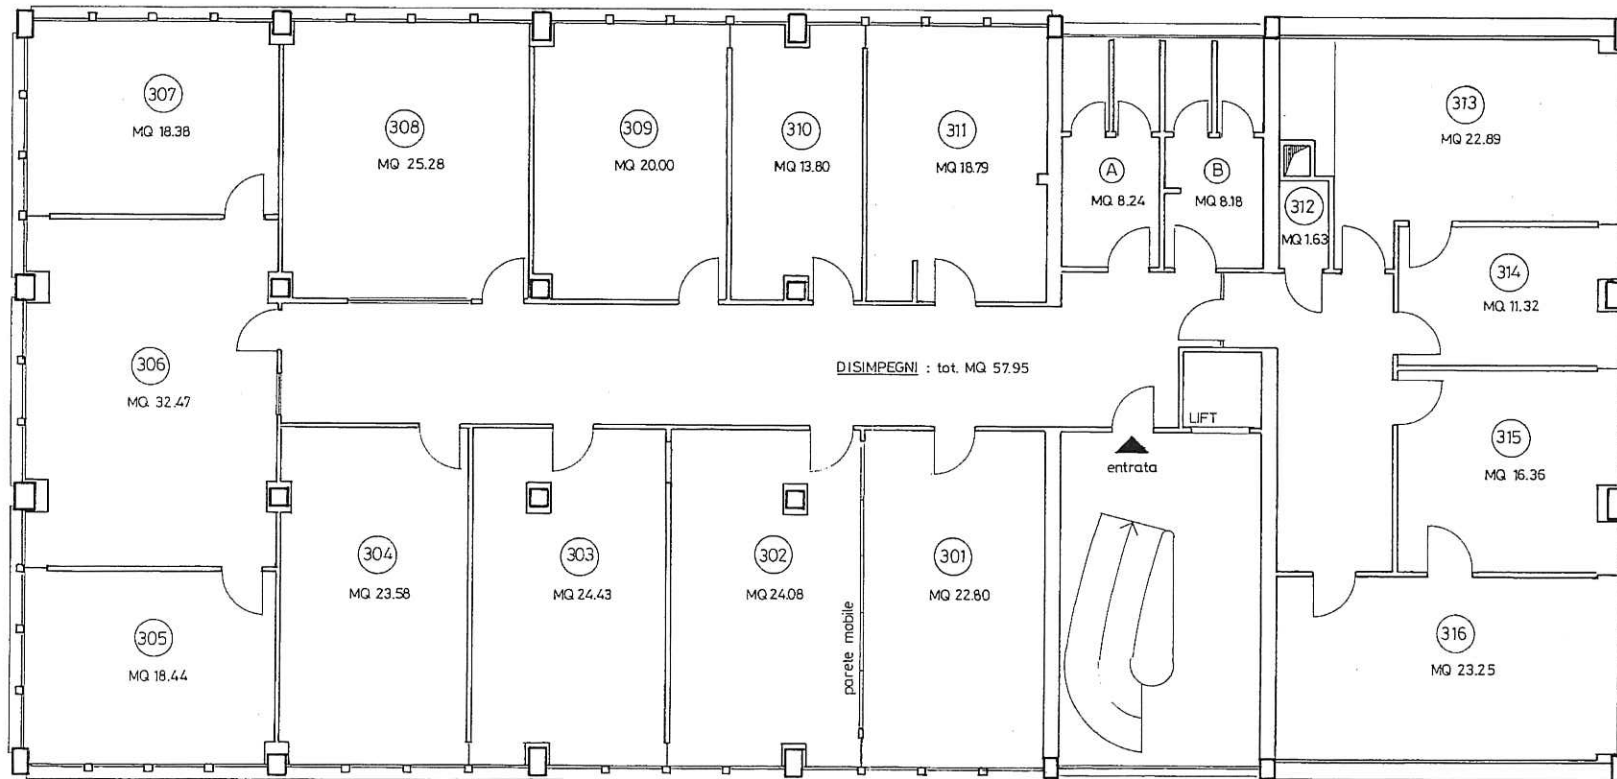 307
MQ 18.38
308
MQ 25.28
309
MQ 20.00
310
MQ 13.80
311
MQ 18.79
A
MQ 8.24
B
MQ 8.18
312
MQ 1.63
313
MQ 22.89
314
MQ 11.32
306
MQ 32.47
DISIMPEGNI : tot. MQ 57.95
LIFT
entrata
315
MQ 16.36
305
MQ 18.44
304
MQ 23.58
303
MQ 24.43
302
MQ 24.08
parete mobile
301
MQ 22.80
316
MQ 23.25